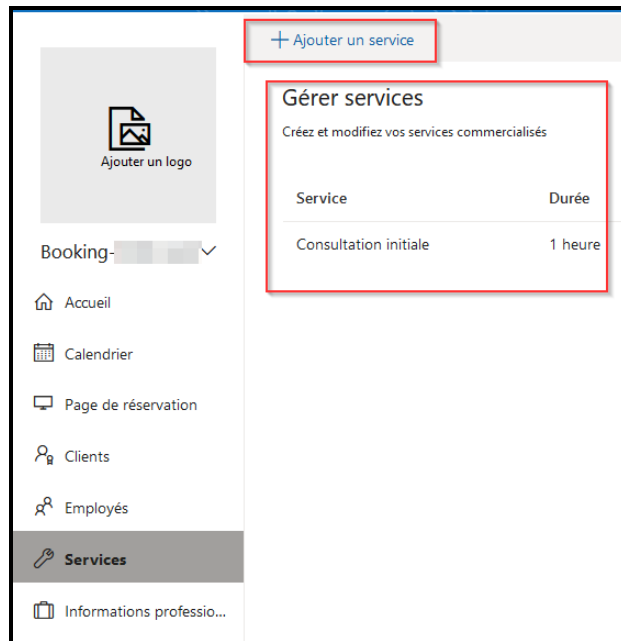 Ajouter un service
Ajouter un logo
Booking-
Accueil
Calendrier
Page de réservation
Clients
Employés
Services
Informations professio...
Gérer services
Créez et modifiez vos services commercialisés
Service Durée
Consultation initiale 1 heure